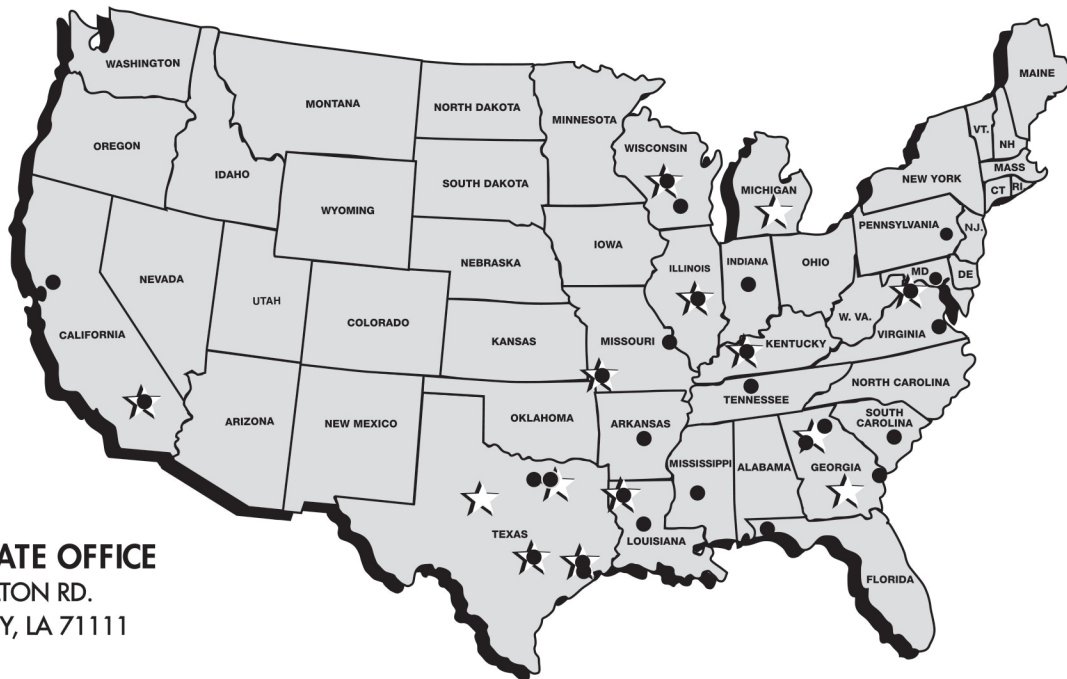 WASHINGTON
MONTANA
NORTH DAKOTA
MINNESOTA
MAINE
VT.
NH
OREGON
IDAHO
WISCONSIN
MICHIGAN
NEW YORK
MASS
CT
RI
SOUTH DAKOTA
WYOMING
PENNSYLVANIA
NJ.
NEVADA
UTAH
NEBRASKA
IOWA
ILLINOIS
INDIANA
OHIO
MD
DE
CALIFORNIA
COLORADO
KANSAS
MISSOURI
KENTUCKY
W. VA.
VIRGINIA
ARIZONA
NEW MEXICO
OKLAHOMA
ARKANSAS
TENNESSEE
NORTH CAROLINA
SOUTH
CAROLINA
MISSISSIPPI
ALABAMA
GEORGIA
TEXAS
LOUISIANA
FLORIDA
ATE OFFICE
TON RD.
Y, LA 71111